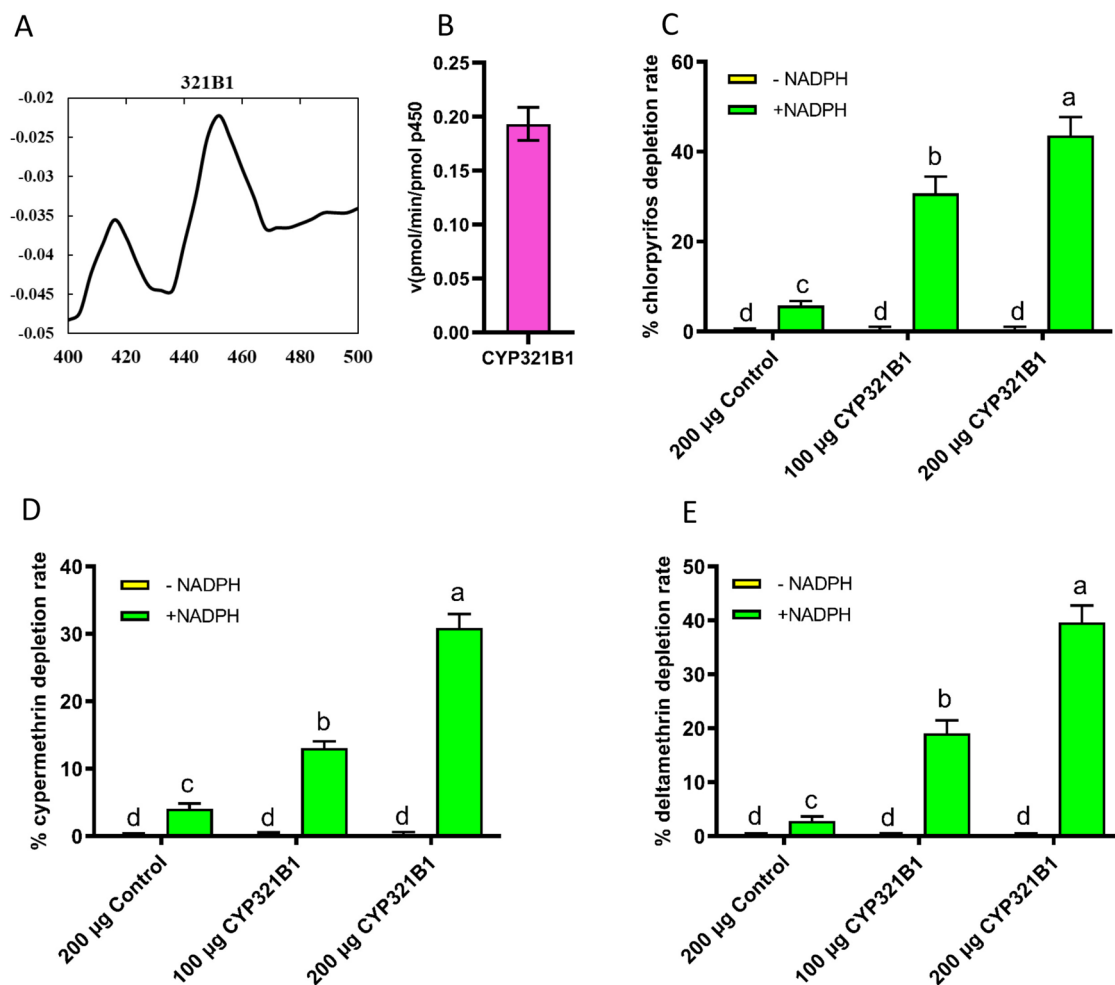 A
321B1
-0.02
-0.025
-0.03
-0.035
-0.04
-0.045
-0.05
400 420 440 460 480 500
B
v(pmol/min/pmol p450
0.25
0.20
0.15
0.10
0.05
0.00
CYP321B1
C
% chlorpyrifos depletion rate
60
40
20
0
- NADPH
+NADPH
d c d b d a
200 µg Control
100 µg CYP321B1
200 µg CYP321B1
D
% cypermethrin depletion rate
40
30
20
10
0
- NADPH
+NADPH
d c d b d a
200 µg Control
100 µg CYP321B1
200 µg CYP321B1
E
% deltamethrin depletion rate
50
40
30
20
10
0
- NADPH
+NADPH
d c d b d a
200 µg Control
100 µg CYP321B1
200 µg CYP321B1